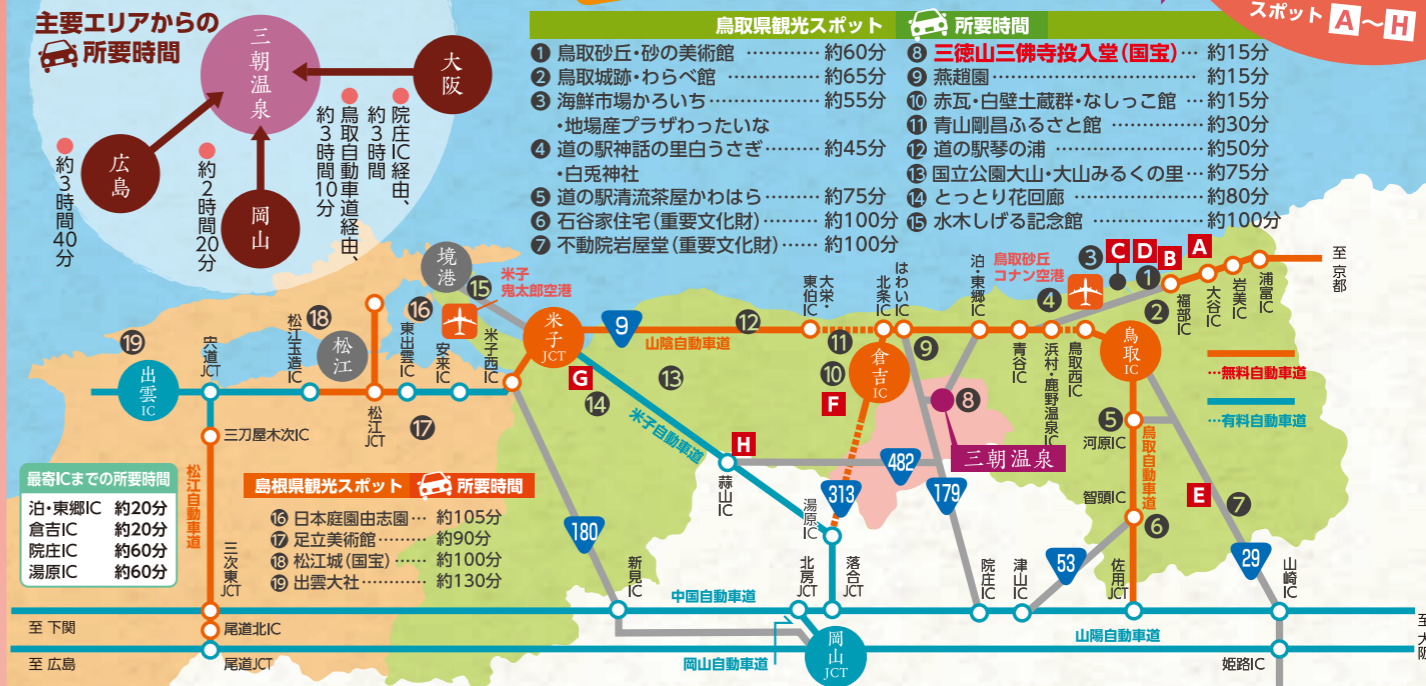 主要エリアからの
所要時間
三朝温泉
大阪
広島
岡山
院庄IC経由、
約3時間
鳥取自動車道経由、
約3時間10分
約2時間20分
約3時間40分
スポット A～H
鳥取県観光スポット 所要時間
❶ 鳥取砂丘・砂の美術館 ………… 約60分
❷ 鳥取城跡・わらべ館 ………… 約65分
❸ 海鮮市場かろいち………… 約55分
・地場産プラザわったいな
❹ 道の駅神話の里白うさぎ……… 約45分
・白兎神社
❺ 道の駅清流茶屋かわはら……… 約75分
❻ 石谷家住宅(重要文化財)……… 約100分
❼ 不動院岩屋堂(重要文化財)…… 約100分
❽ 三徳山三佛寺投入堂(国宝)… 約15分
❾ 燕趙園………………… 約15分
❿ 赤瓦・白壁土蔵群・なしっこ館 … 約15分
⓫ 青山剛昌ふるさと館 ………… 約30分
⓬ 道の駅琴の浦 ……………… 約50分
⓭ 国立公園大山・大山みるくの里… 約75分
⓮ とっとり花回廊 …………… 約80分
⓯ 水木しげる記念館 ………… 約100分
境港
⓯
米子
鬼太郎空港
⓰
⓲
松江
⓳
出雲
IC
宍道JCT
松江玉造IC
松江JCT
東出雲IC
安来IC
米子西IC
⓱
米子
JCT
9
山陰自動車道
⓬
大栄・
東伯IC
北条IC
はわいIC
泊・東郷IC
青谷IC
浜村・鹿野温泉IC
鳥取西IC
鳥取砂丘
コナン空港
❸
❹
C
D
B
A
❶
❷
福部IC
大谷IC
岩美IC
浦富IC
至 京都
鳥取
IC
…無料自動車道
…有料自動車道
G
⓮
⓭
⓫
❿
F
倉吉
IC
❾
❽
三朝温泉
米子自動車道
H
蒜山IC
湯原IC
482
313
179
180
❺
河原IC
鳥取自動車道
智頭IC
❻
E
❼
53
29
三刀屋木次IC
松江自動車道
三次東JCT
最寄ICまでの所要時間
泊・東郷IC 約20分
倉吉IC 約20分
院庄IC 約60分
湯原IC 約60分
島根県観光スポット 所要時間
⓰ 日本庭園由志園… 約105分
⓱ 足立美術館……… 約90分
⓲ 松江城(国宝)…… 約100分
⓳ 出雲大社………… 約130分
新見IC
中国自動車道
北房JCT
落合JCT
院庄IC
津山IC
佐用JCT
山崎IC
至 下関
尾道北IC
至 広島
尾道JCT
岡山自動車道
岡山
JCT
山陽自動車道
姫路IC
至 大阪